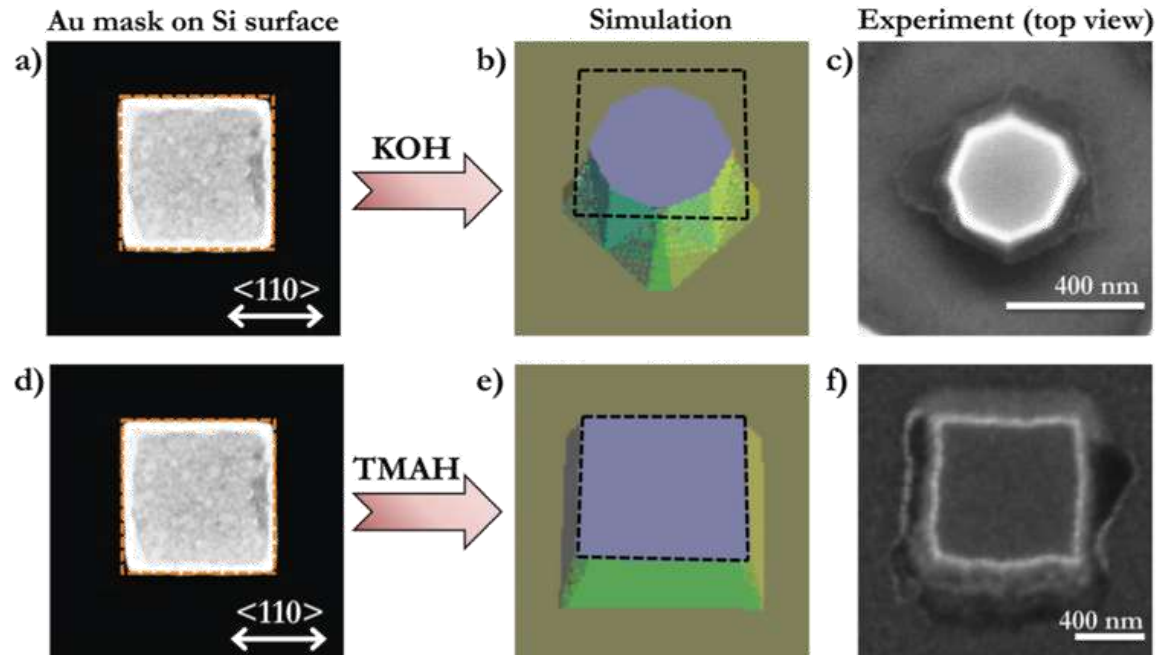 Au mask on Si surface
Simulation
Experiment (top view)
a)
b)
c)
KOH
<110>
400 nm
d)
e)
f)
TMAH
<110>
400 nm